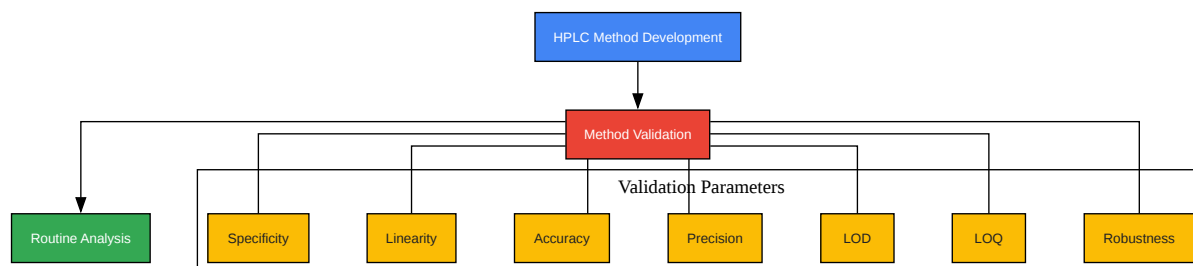 HPLC Method Development
Method Validation
Validation Parameters
Routine Analysis
Specificity
Linearity
Accuracy
Precision
LOD
LOQ
Robustness